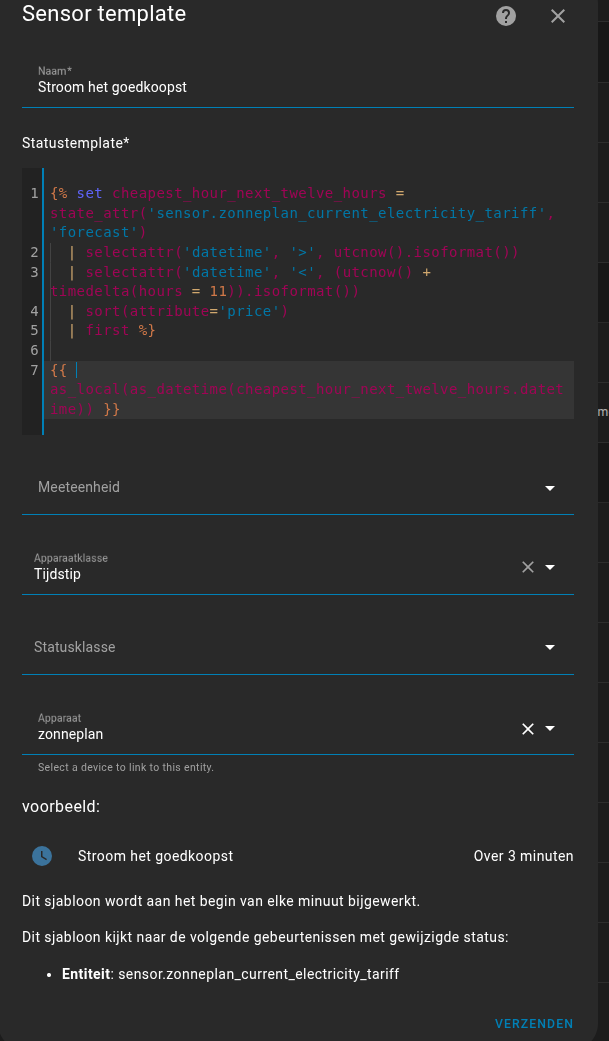 Sensor template
Naam*
Stroom het goedkoopst
Statustemplate*
1 {% set cheapest_hour_next_twelve_hours =
state_attr('sensor.zonneplan_current_electricity_tariff',
'forecast')
2 | selectattr('datetime', '>', utcnow().isoformat())
3 | selectattr('datetime', '<', (utcnow() +
timedelta(hours = 11)).isoformat())
4 | sort(attribute='price')
5 | first %}
6
7 {{
as_local(as_datetime(cheapest_hour_next_twelve_hours.datet
ime)) }}
m
Meeteenheid
Apparaatklasse
Tijdstip
Statusklasse
Apparaat
zonneplan
Select a device to link to this entity.
voorbeeld:
Stroom het goedkoopst Over 3 minuten
Dit sjabloon wordt aan het begin van elke minuut bijgewerkt.
Dit sjabloon kijkt naar de volgende gebeurtenissen met gewijzigde status:
• Entiteit: sensor.zonneplan_current_electricity_tariff
VERZENDEN